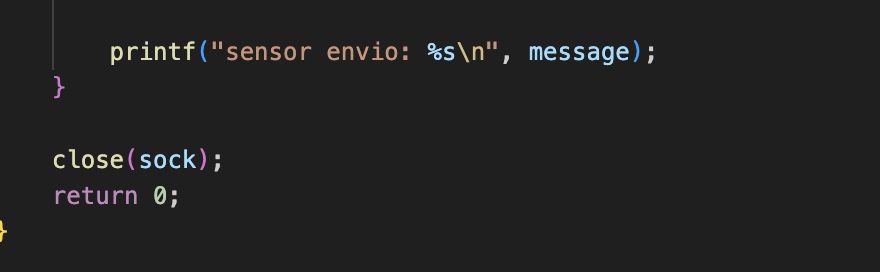 printf("sensor envio: %s\n", message);
}
close(sock);
return 0;
}